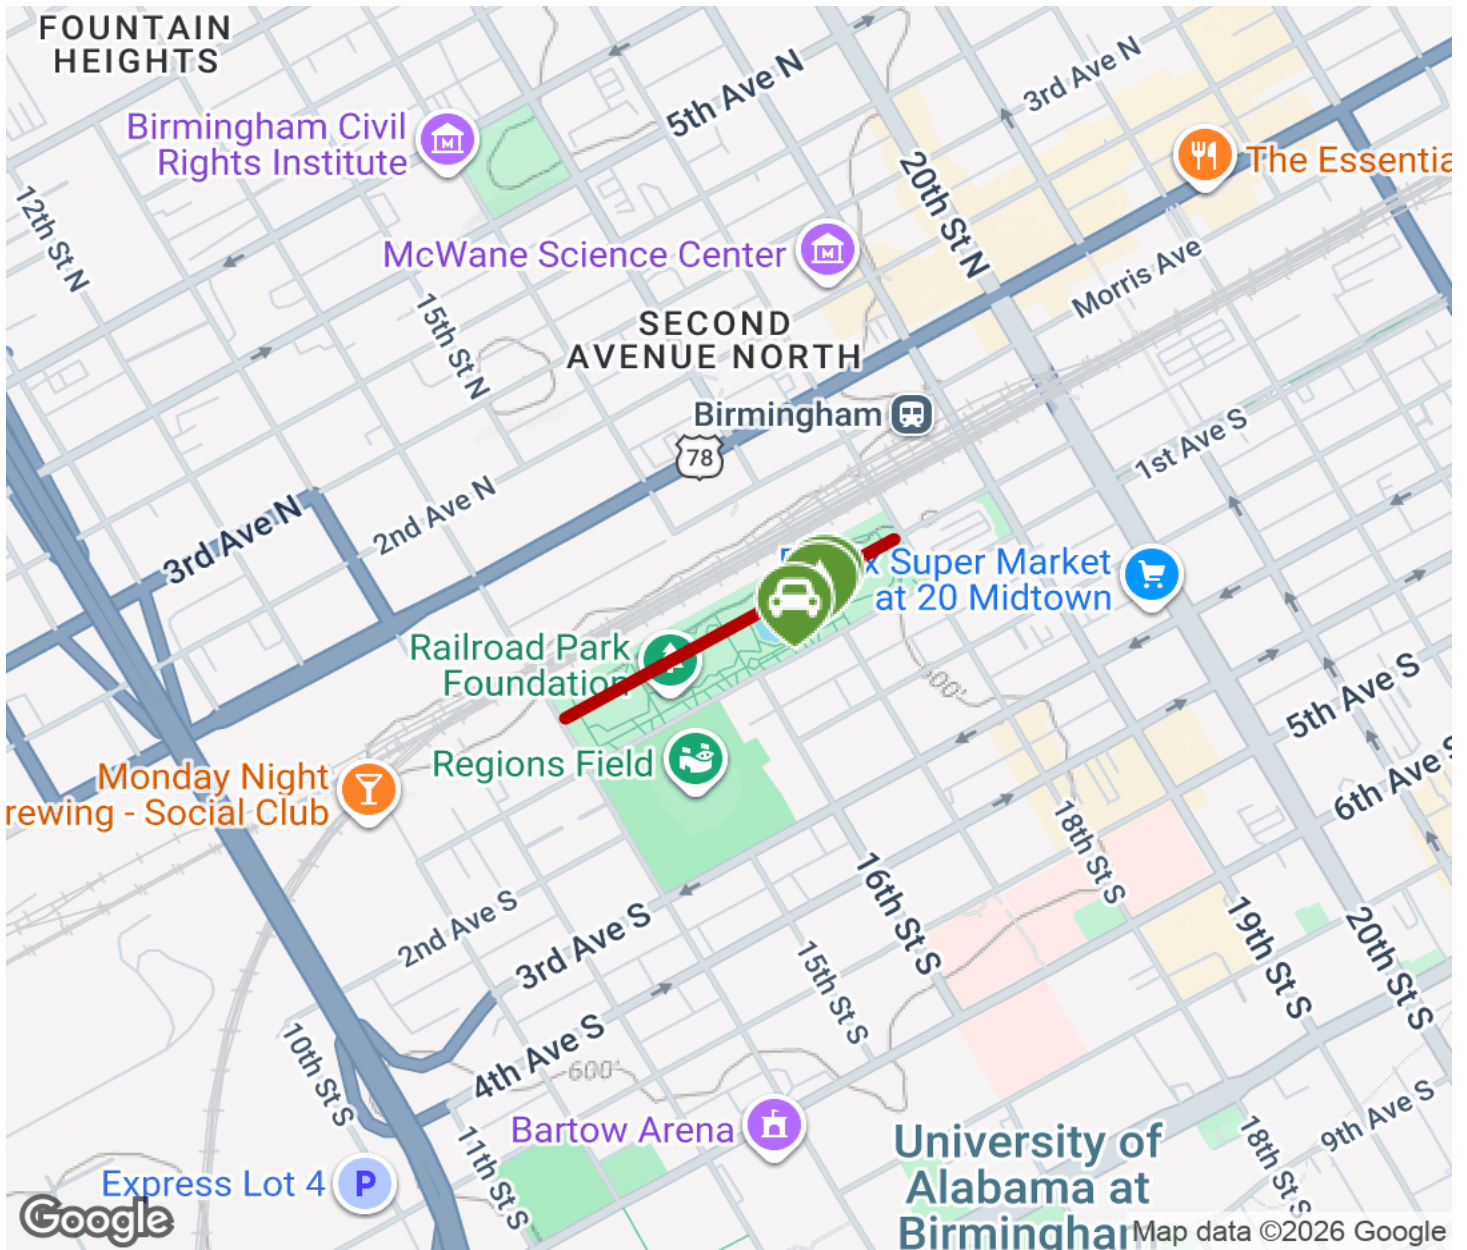 FOUNTAIN
HEIGHTS
5th Ave N
3rd Ave N
Birmingham Civil
Rights Institute
The Essentia
20th St N
12th St N
McWane Science Center
Morris Ave
15th St N
SECOND
AVENUE NORTH
Birmingham
78
1st Ave S
2nd Ave N
3rd Ave N
x Super Market
at 20 Midtown
Railroad Park
Foundation
600'
5th Ave S
Regions Field
Monday Night
rewing - Social Club
6th Ave S
18th St S
16th St S
2nd Ave S
3rd Ave S
19th St S
20th St S
15th St S
10th St S
4th Ave S
600'
9th Ave S
Bartow Arena
11th St S
University of
Alabama at
Birmingham
18th St S
Express Lot 4
P
Google
Map data ©2026 Google